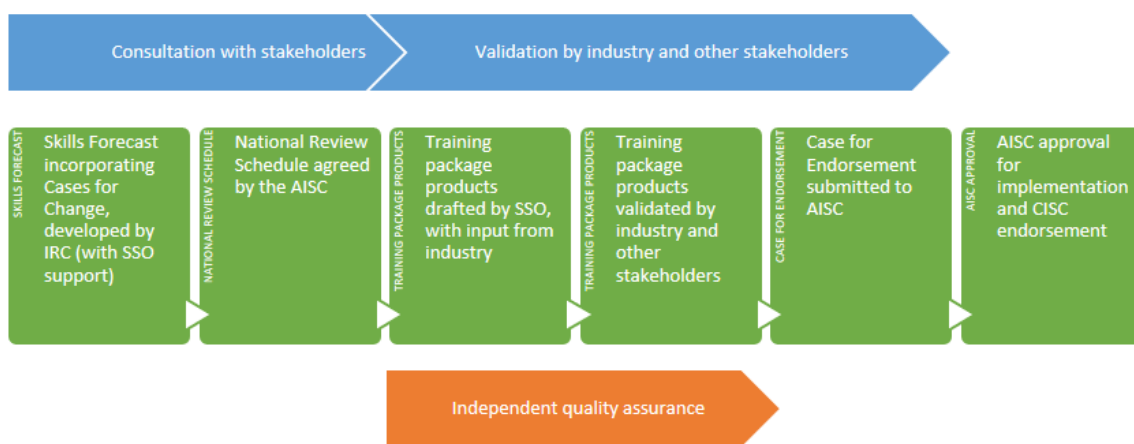 Consultation with stakeholders
Validation by industry and other stakeholders
SKILLS FORECAST
Skills Forecast
incorporating
Cases for
Change,
developed by
IRC (with SSO
support)
NATIONAL REVIEW SCHEDULE
National Review
Schedule agreed
by the AISC
TRAINING PACKAGE PRODUCTS
Training
package
products
drafted by SSO,
with input from
industry
TRAINING PACKAGE PRODUCTS
Training
package
products
validated by
industry and
other
stakeholders
CASE FOR ENDORSEMENT
Case for
Endorsement
submitted to
AISC
AISC APPROVAL
AISC approval
for
implementation
and CISC
endorsement
Independent quality assurance